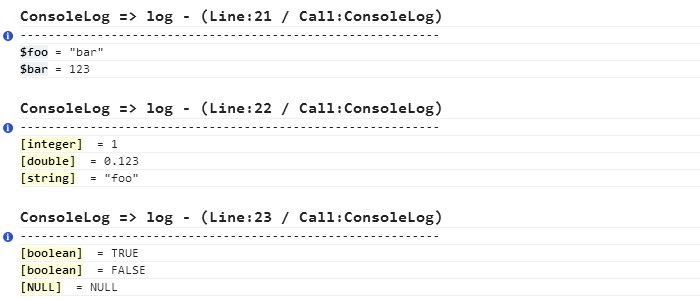 ConsoleLog => log - (Line:21 / Call:ConsoleLog)
------------------------------------------------------------
$foo = "bar"
$bar = 123
ConsoleLog => log - (Line:22 / Call:ConsoleLog)
------------------------------------------------------------
[integer] = 1
[double] = 0.123
[string] = "foo"
ConsoleLog => log - (Line:23 / Call:ConsoleLog)
------------------------------------------------------------
[boolean] = TRUE
[boolean] = FALSE
[NULL] = NULL